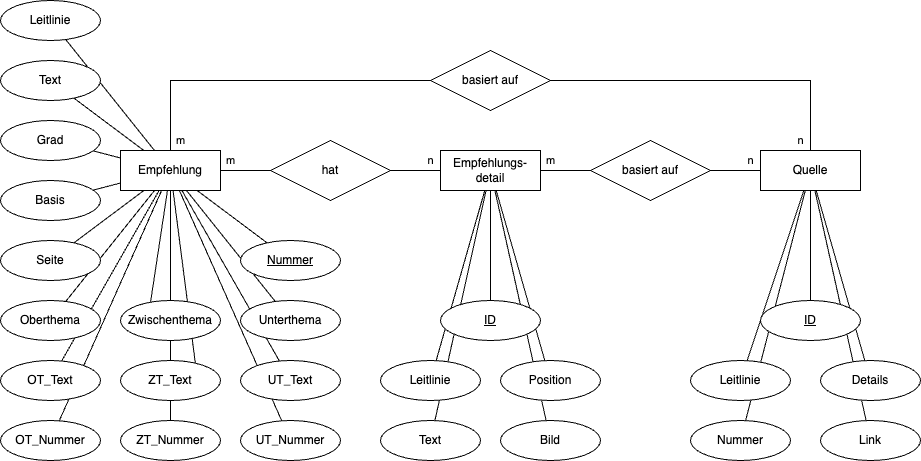 Leitlinie
Text
basiert auf
Grad
m
n
Empfehlung
m
hat
n
Empfehlungs-
detail
m
basiert auf
n
Quelle
Basis
Seite
Nummer
Oberthema
Zwischenthema
Unterthema
ID
ID
OT_Text
ZT_Text
UT_Text
Leitlinie
Position
Leitlinie
Details
OT_Nummer
ZT_Nummer
UT_Nummer
Text
Bild
Nummer
Link